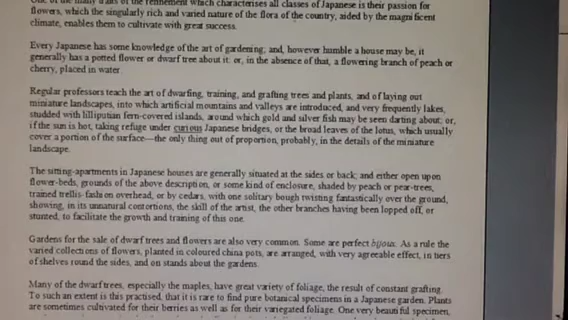 One of the many traits of the refinement which characterises all classes of Japanese is their passion for
flowers, which the singularly rich and varied nature of the flora of the country, aided by the magnificent
climate, enables them to cultivate with great success.
Every Japanese has some knowledge of the art of gardening; and, however humble a house may be, it
generally has a potted flower or dwarf tree about it: or, in the absence of that, a flowering branch of peach or
cherry, placed in water.
Regular professors teach the art of dwarfing, training, and grafting trees and plants, and of laying out
miniature landscapes, into which artificial mountains and valleys are introduced, and very frequently lakes,
studded with lilliputian fern-covered islands, around which gold and silver fish may be seen darting about; or,
if the sun is hot, taking refuge under curious Japanese bridges, or the broad leaves of the lotus, which usually
cover a portion of the surface—the only thing out of proportion, probably, in the details of the miniature
landscape.
The sitting-apartments in Japanese houses are generally situated at the sides or back; and either open upon
flower-beds, grounds of the above description, or some kind of enclosure, shaded by peach or pear-trees,
trained trellis-fashion overhead, or by cedars, with one solitary bough twisting fantastically over the ground,
showing, in its unnatural contortions, the skill of the artist, the other branches having been lopped off, or
stunted, to facilitate the growth and training of this one.
Gardens for the sale of dwarf trees and flowers are also very common. Some are perfect bijoux. As a rule the
varied collections of flowers, planted in coloured china pots, are arranged, with very agreeable effect, in tiers
of shelves round the sides, and on stands about the gardens.
Many of the dwarf trees, especially the maples, have great variety of foliage, the result of constant grafting.
To such an extent is this practised, that it is rare to find pure botanical specimens in a Japanese garden. Plants
are sometimes cultivated for their berries as well as for their variegated foliage. One very beautiful specimen,